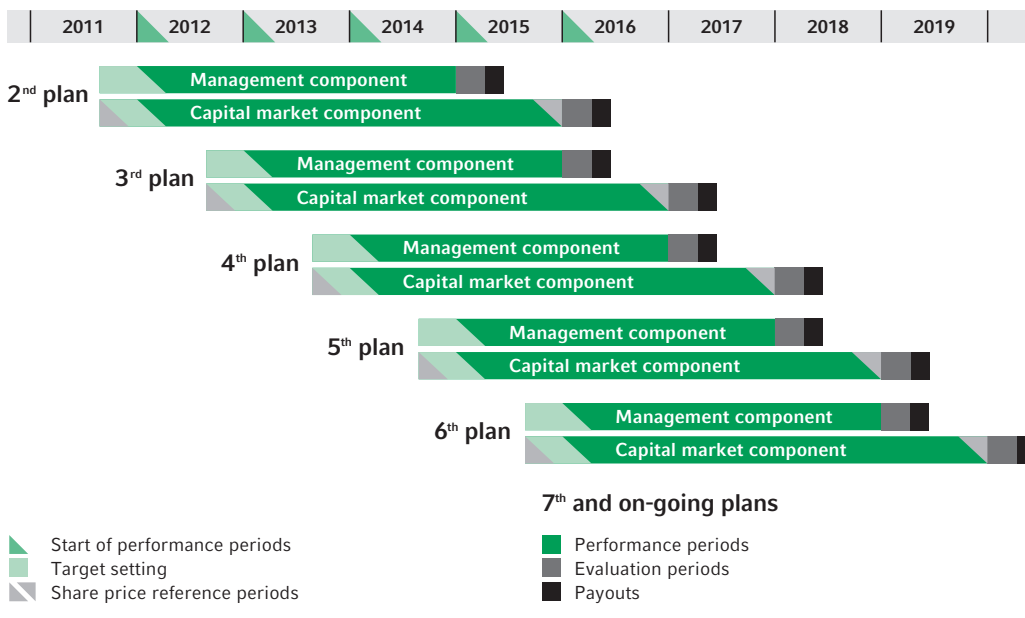 2011 2012 2013 2014 2015 2016 2017 2018 2019
2nd plan
Management component
Capital market component
3rd plan
Management component
Capital market component
4th plan
Management component
Capital market component
5th plan
Management component
Capital market component
6th plan
Management component
Capital market component
7th and on-going plans
Start of performance periods
Target setting
Share price reference periods
Performance periods
Evaluation periods
Payouts